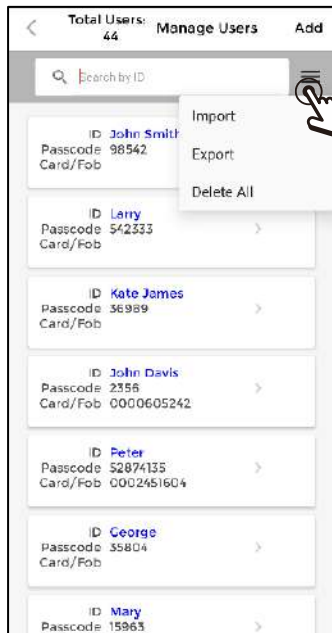 Total Users: 44 Manage Users Add
Search by ID
Import
Export
Delete All
ID John Smith
Passcode 98542
Card/Fob
ID Larry
Passcode 542333
Card/Fob
ID Kate James
Passcode 36989
Card/Fob
ID John Davis
Passcode 2356
Card/Fob 0000605242
ID Peter
Passcode 52874135
Card/Fob 0002451604
ID George
Passcode 35804
Card/Fob
ID Mary
Passcode 15963